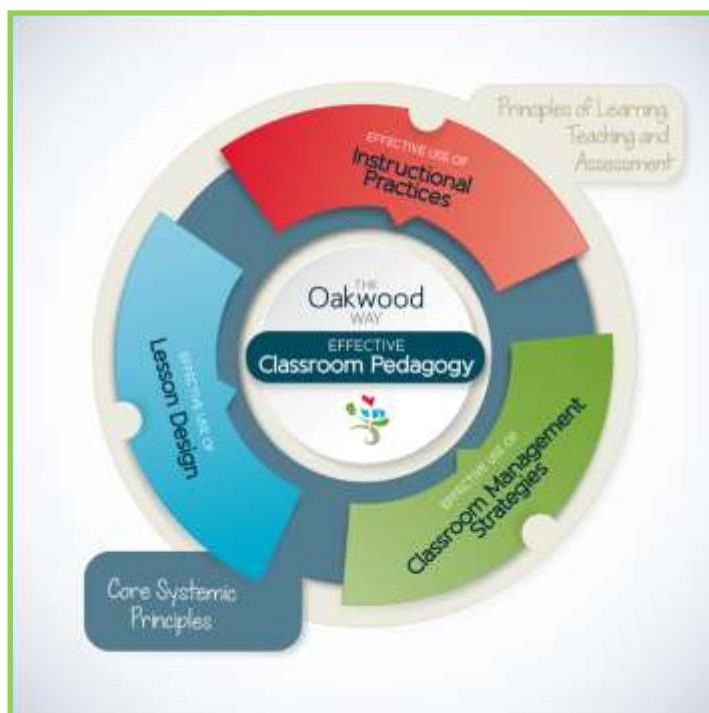 Principles of Learning,
Teaching and
Assessment
EFFECTIVE USE OF
Instructional
Practices
THE
Oakwood
WAY
EFFECTIVE
Classroom Pedagogy
EFFECTIVE USE OF
Lesson Design
EFFECTIVE USE OF
Classroom Management
Strategies
Core Systemic
Principles